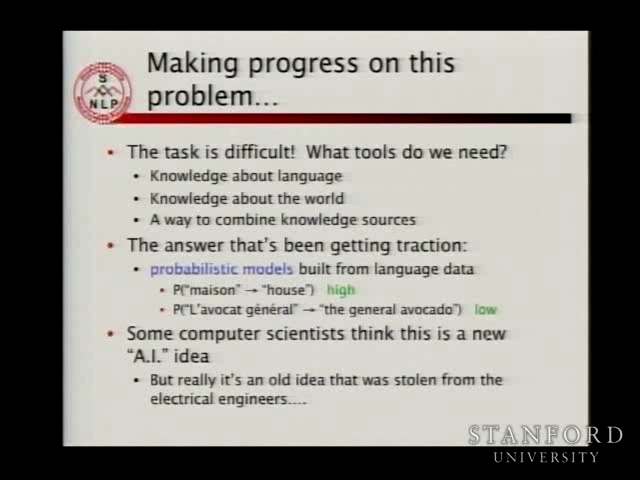 Making progress on this
problem...
S
NLP
• The task is difficult! What tools do we need?
• Knowledge about language
• Knowledge about the world
• A way to combine knowledge sources
• The answer that's been getting traction:
• probabilistic models built from language data
• P("maison" → "house") high
• P("L'avocat général" → "the general avocado") low
• Some computer scientists think this is a new
"A.I." idea
• But really it's an old idea that was stolen from the
electrical engineers....
STANFORD
UNIVERSITY